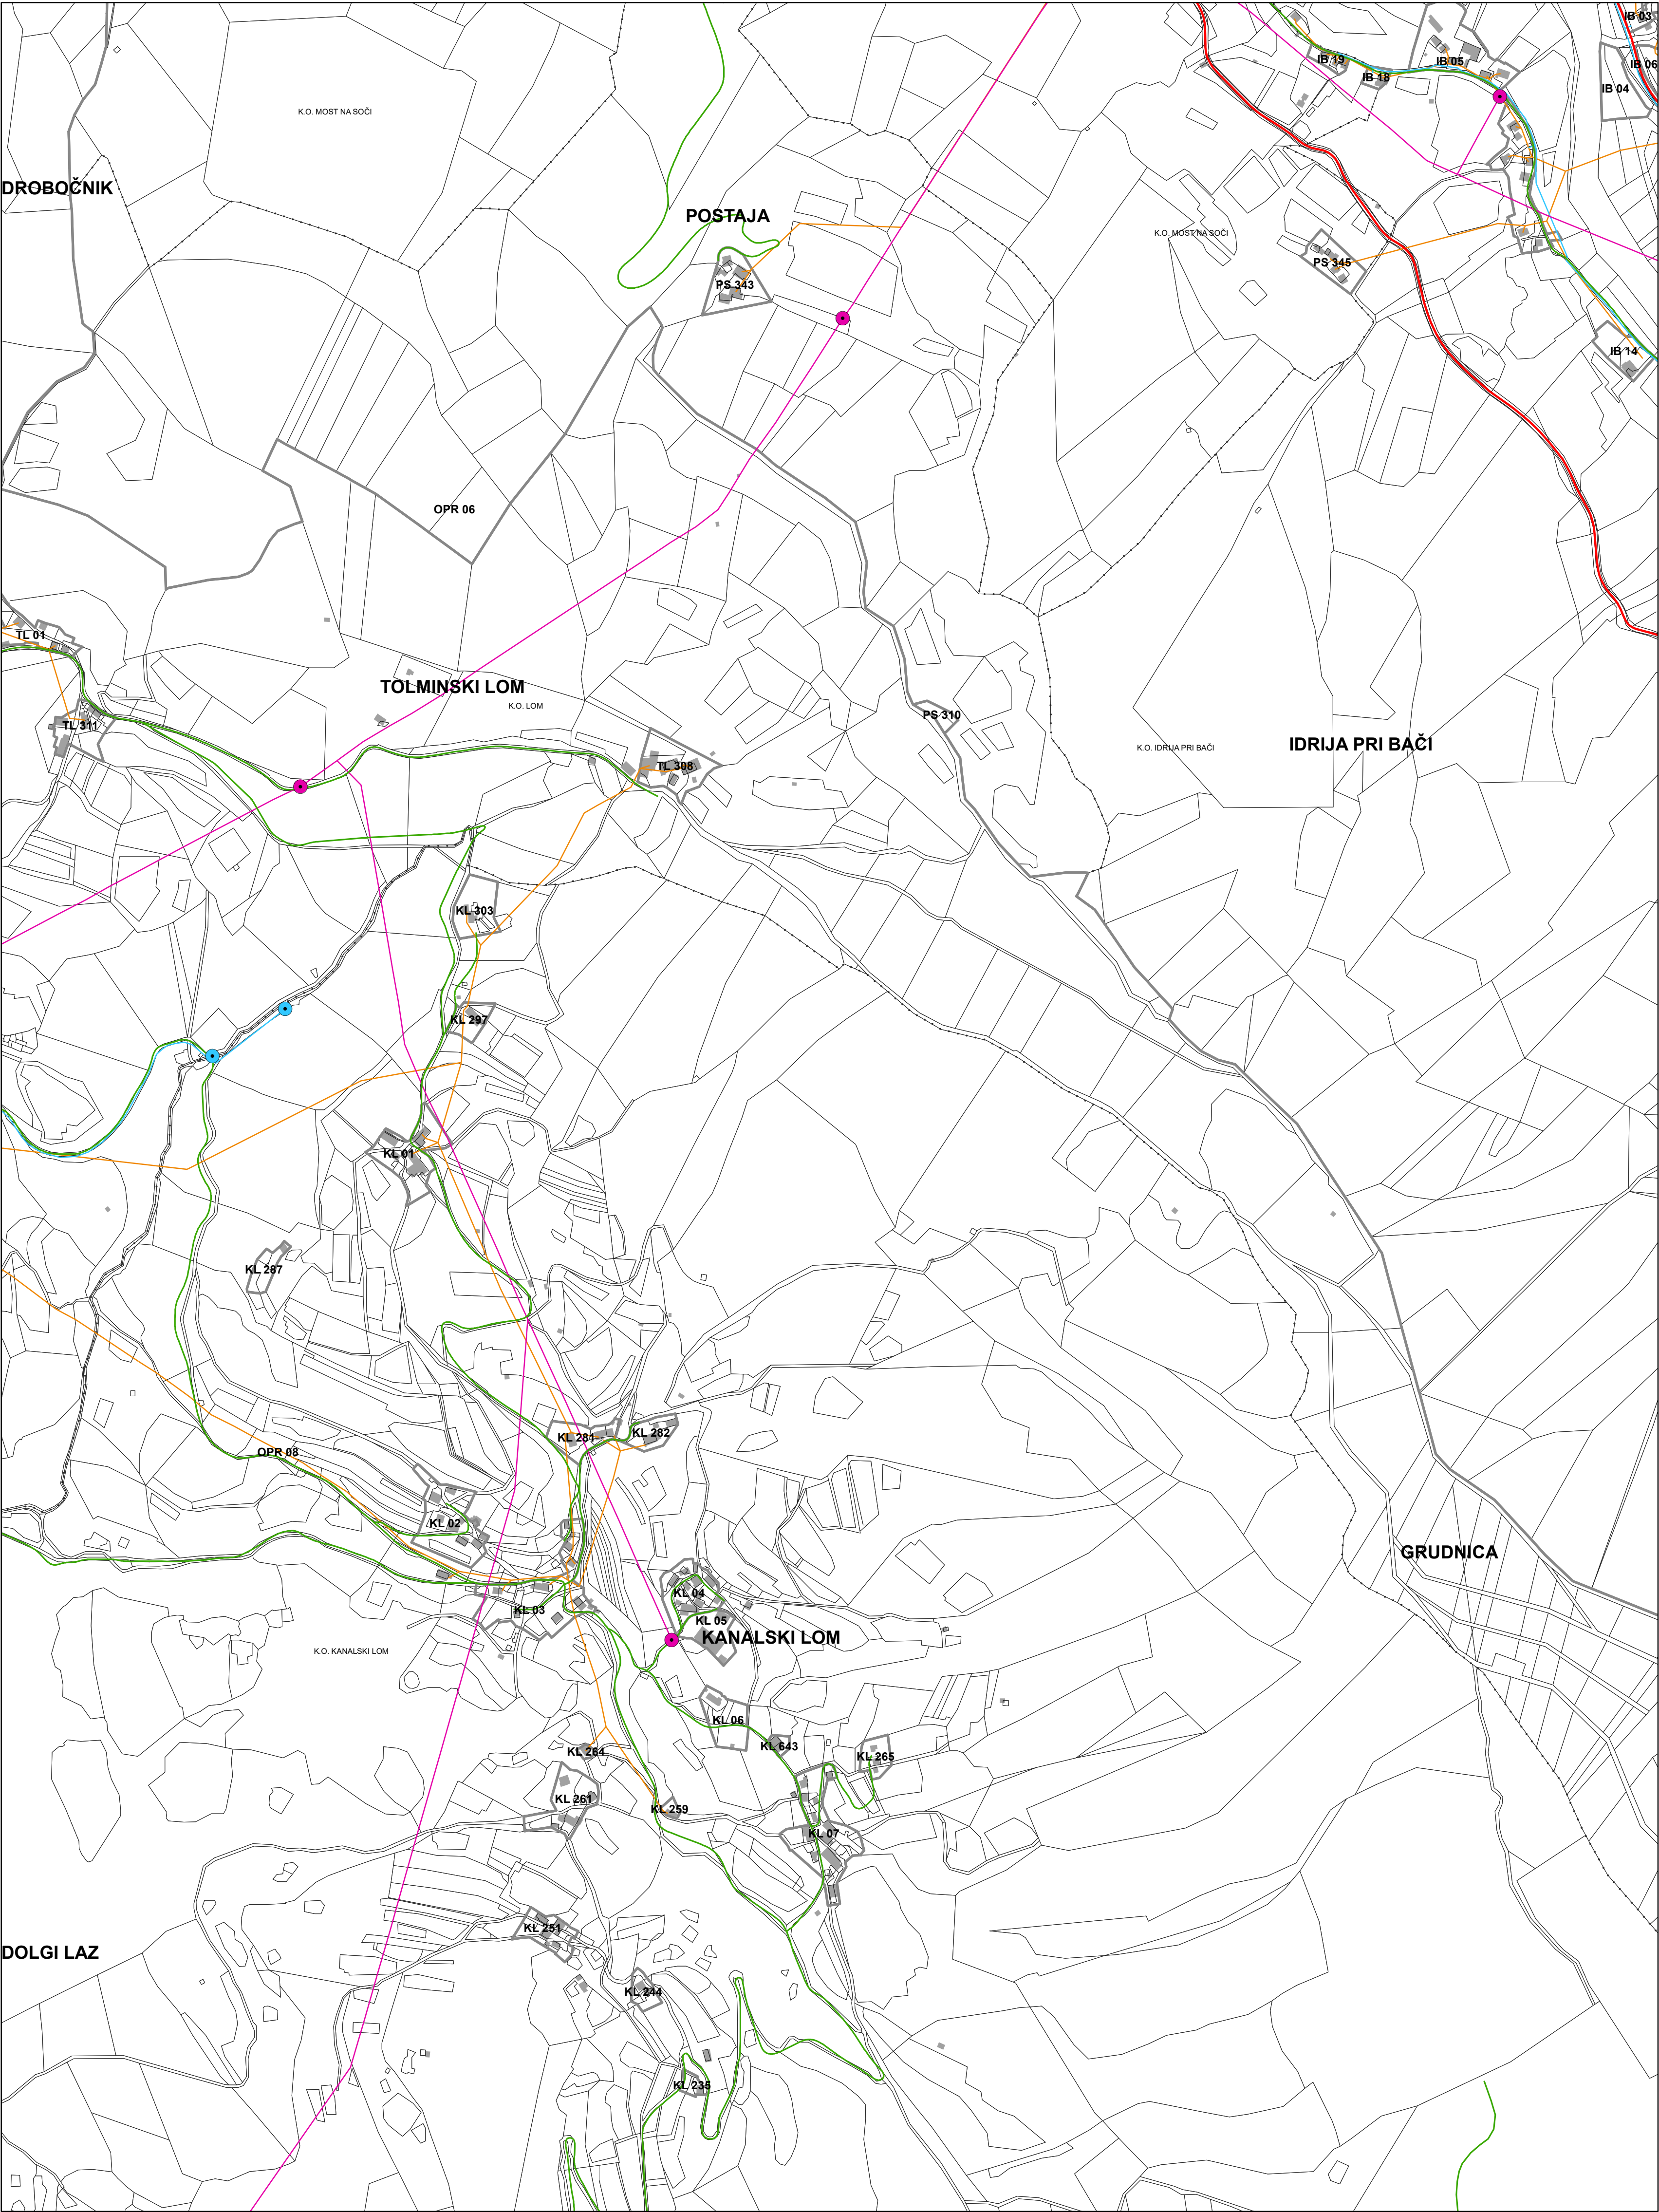 IB 03
IB 19
IB 05
IB 06
IB 18
IB 04
K.O. MOST NA SOČI
DROBOČNIK
POSTAJA
K.O. MOST NA SOČI
PS 345
PS 343
IB 14
OPR 06
TL 01
TOLMINSKI LOM
K.O. LOM
PS 310
TL 311
IDRIJA PRI BAČI
K.O. IDRIJA PRI BAČI
TL 308
KL 303
KL 297
KL 01
KL 287
KL 282
KL 281
OPR 08
KL 02
GRUDNICA
KL 04
KL 03
KL 05
KANALSKI LOM
K.O. KANALSKI LOM
KL 06
KL 643
KL 264
KL 265
KL 261
KL 259
KL 07
KL 251
DOLGI LAZ
KL 244
KL 235